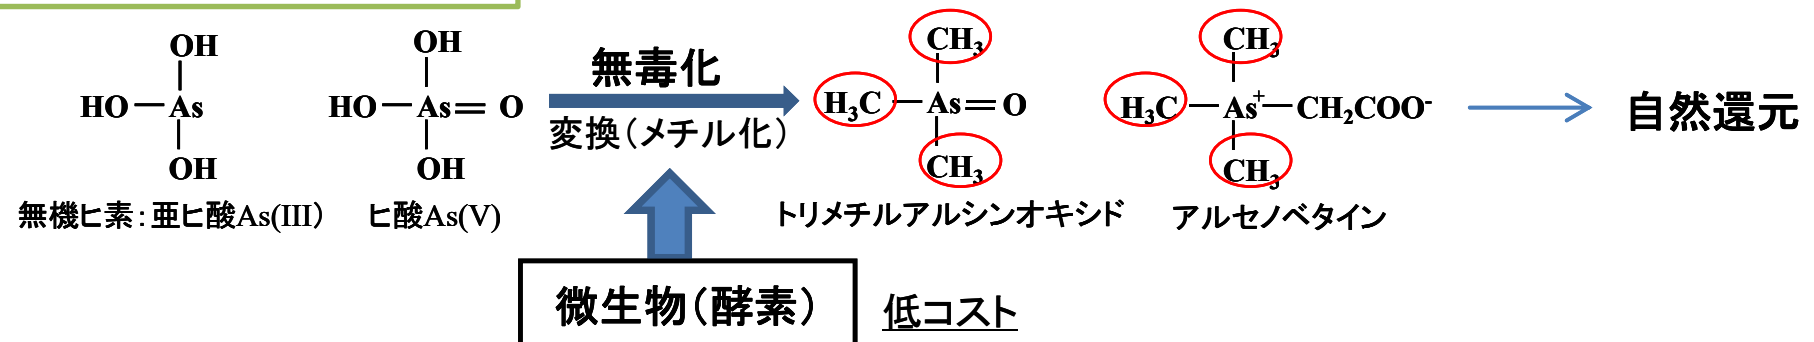 OH
HO As
OH
無機ヒ素：亜ヒ酸As(III)
OH
HO As O
OH
ヒ酸As(V)
無毒化
変換（メチル化）
微生物（酵素）
低コスト
CH3
H3C As O
CH3
トリメチルアルシンオキシド
CH3
H3C As+ CH2COO-
CH3
アルセノベタイン
自然還元